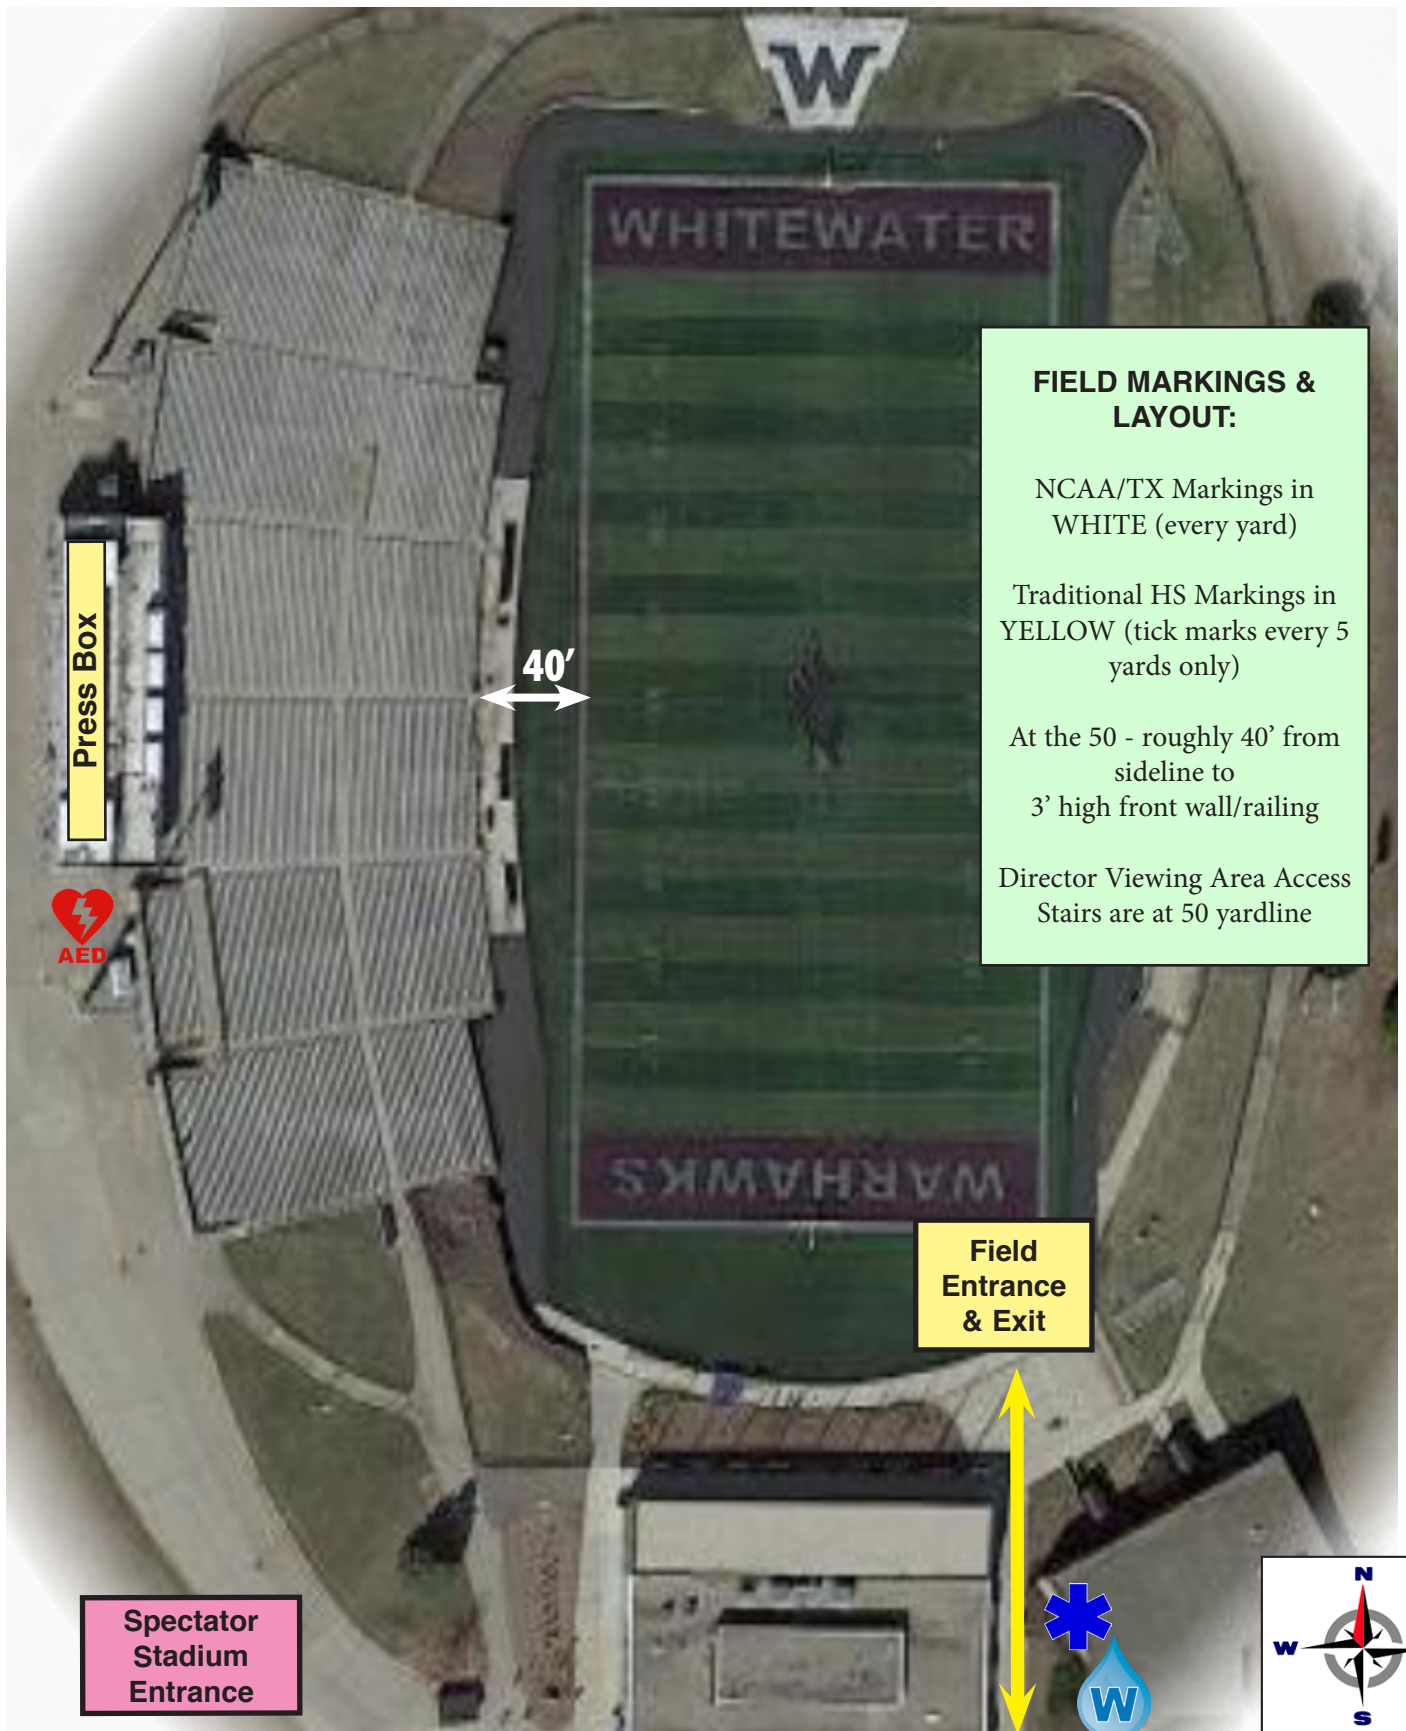 W
WHITEWATER
FIELD MARKINGS &
LAYOUT:
NCAA/TX Markings in
WHITE (every yard)
Traditional HS Markings in
YELLOW (tick marks every 5
yards only)
At the 50 - roughly 40’ from
sideline to
3’ high front wall/railing
Director Viewing Area Access
Stairs are at 50 yardline
Press Box
40’
AED
WARHAWKS
Field
Entrance
& Exit
Spectator
Stadium
Entrance
W
N
W
S